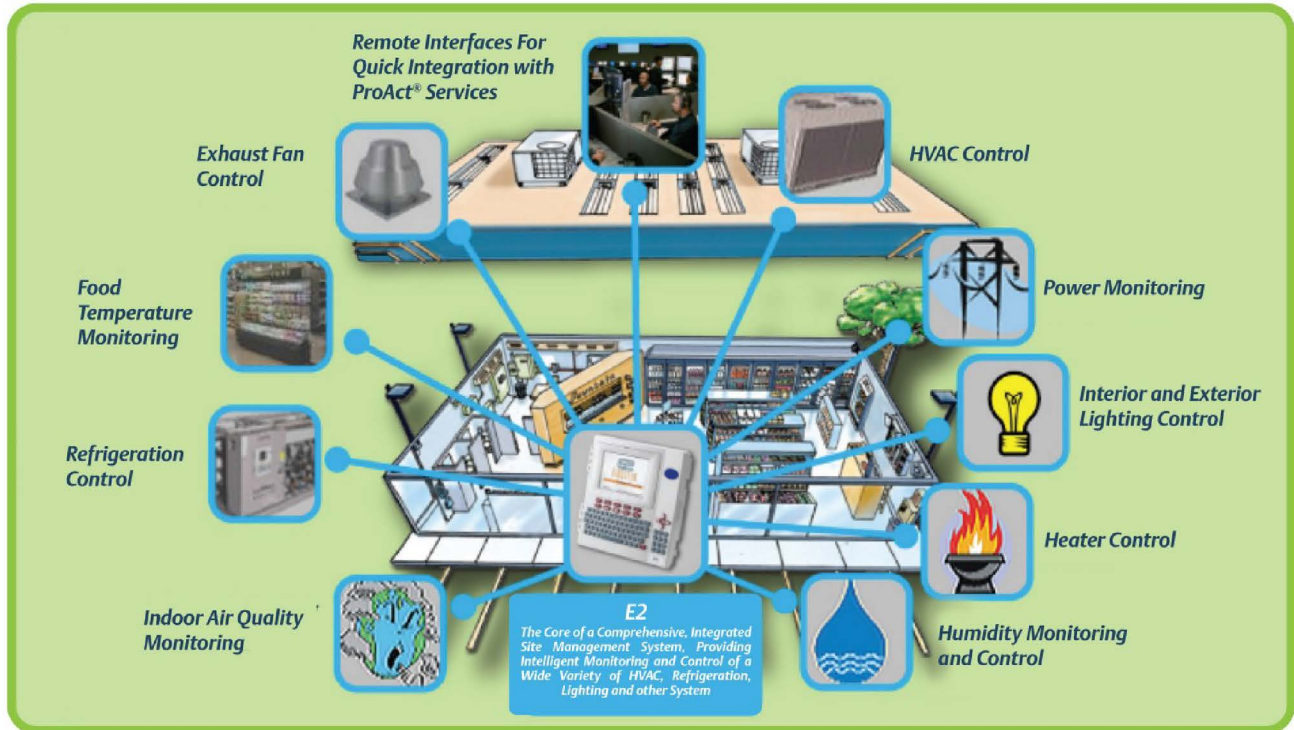 Remote Interfaces For
Quick Integration with
ProAct® Services
Exhaust Fan
Control
HVAC Control
Food
Temperature
Monitoring
Power Monitoring
Interior and Exterior
Lighting Control
Refrigeration
Control
Heater Control
Indoor Air Quality
Monitoring
Humidity Monitoring
and Control
E2
The Core of a Comprehensive, Integrated
Site Management System, Providing
Intelligent Monitoring and Control of a
Wide Variety of HVAC, Refrigeration,
Lighting and other System